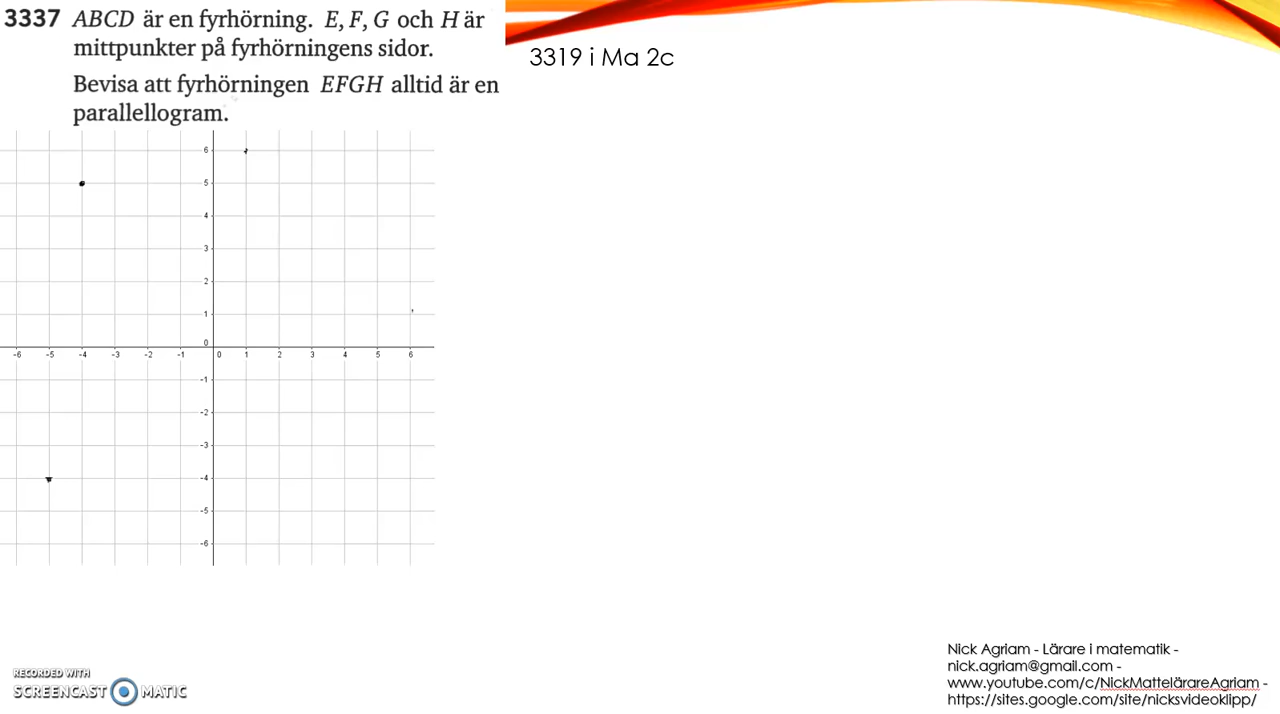 3337 ABCD är en fyrhörning. E, F, G och H är
mittpunkter på fyrhörningens sidor.
Bevisa att fyrhörningen EFGH alltid är en
parallellogram.
3319 i Ma 2c
6
5
4
3
2
1
0
-6 -5 -4 -3 -2 -1 0 1 2 3 4 5 6
-1
-2
-3
-4
-5
-6
Nick Agriam - Lärare i matematik -
nick.agriam@gmail.com -
www.youtube.com/c/NickMattelärareAgriam -
https://sites.google.com/site/nicksvideoklipp/
RECORDED WITH
SCREENCAST MATIC